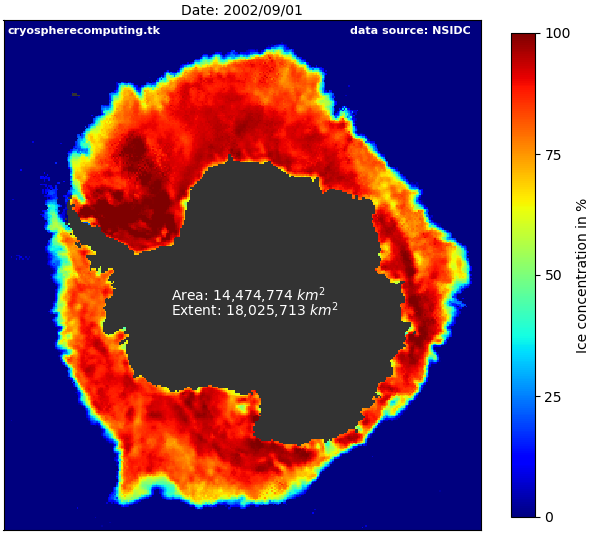 Date: 2002/09/01
cryospherecomputing.tk
data source: NSIDC
100
75
50
25
0
Ice concentration in %
Area: 14,474,774 km²
Extent: 18,025,713 km²